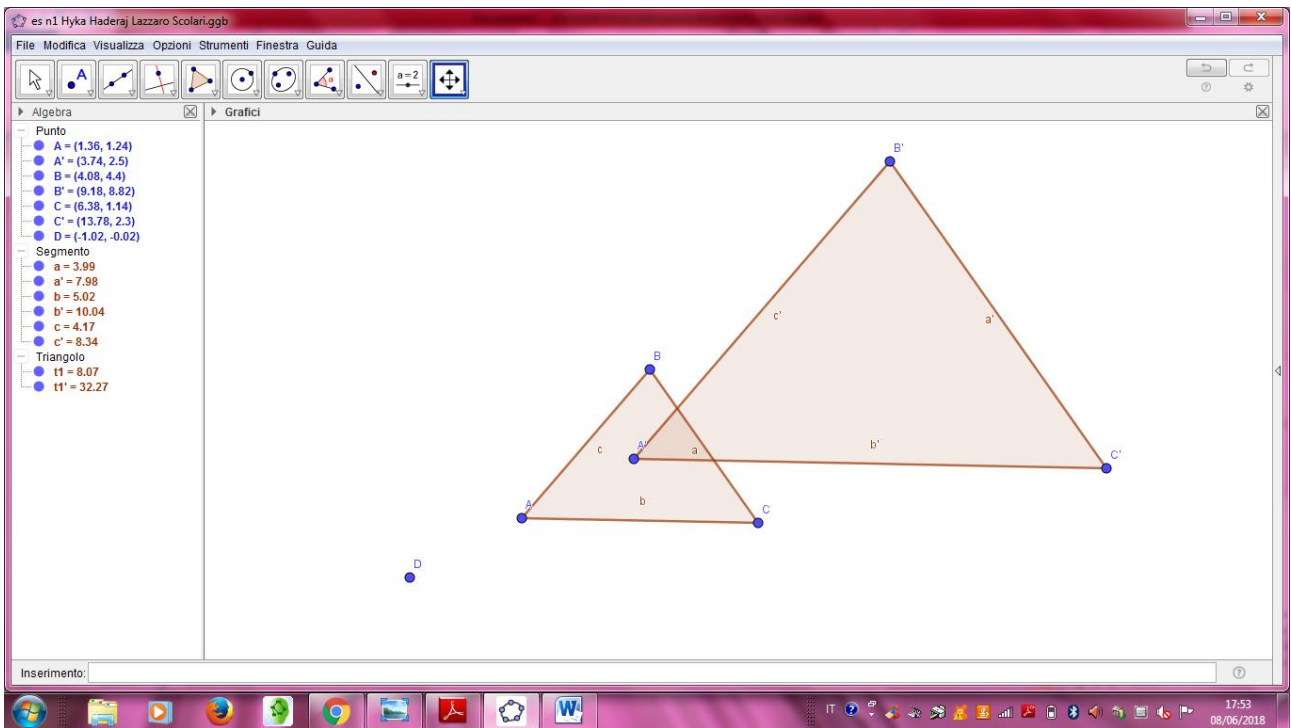 es n1 Hyka Haderaj Lazzaro Scolari.ggb
File Modifica Visualizza Opzioni Strumenti Finestra Guida
A
α
a=2
Algebra
Grafici
Punto
A = (1.36, 1.24)
A' = (3.74, 2.5)
B = (4.08, 4.4)
B' = (9.18, 8.82)
C = (6.38, 1.14)
C' = (13.78, 2.3)
D = (-1.02, -0.02)
Segmento
a = 3.99
a' = 7.98
b = 5.02
b' = 10.04
c = 4.17
c' = 8.34
Triangolo
t1 = 8.07
t1' = 32.27
B'
c'
a'
B
A'
c
a
b'
C'
b
A
C
D
Inserimento:
W
IT
17:53
08/06/2018